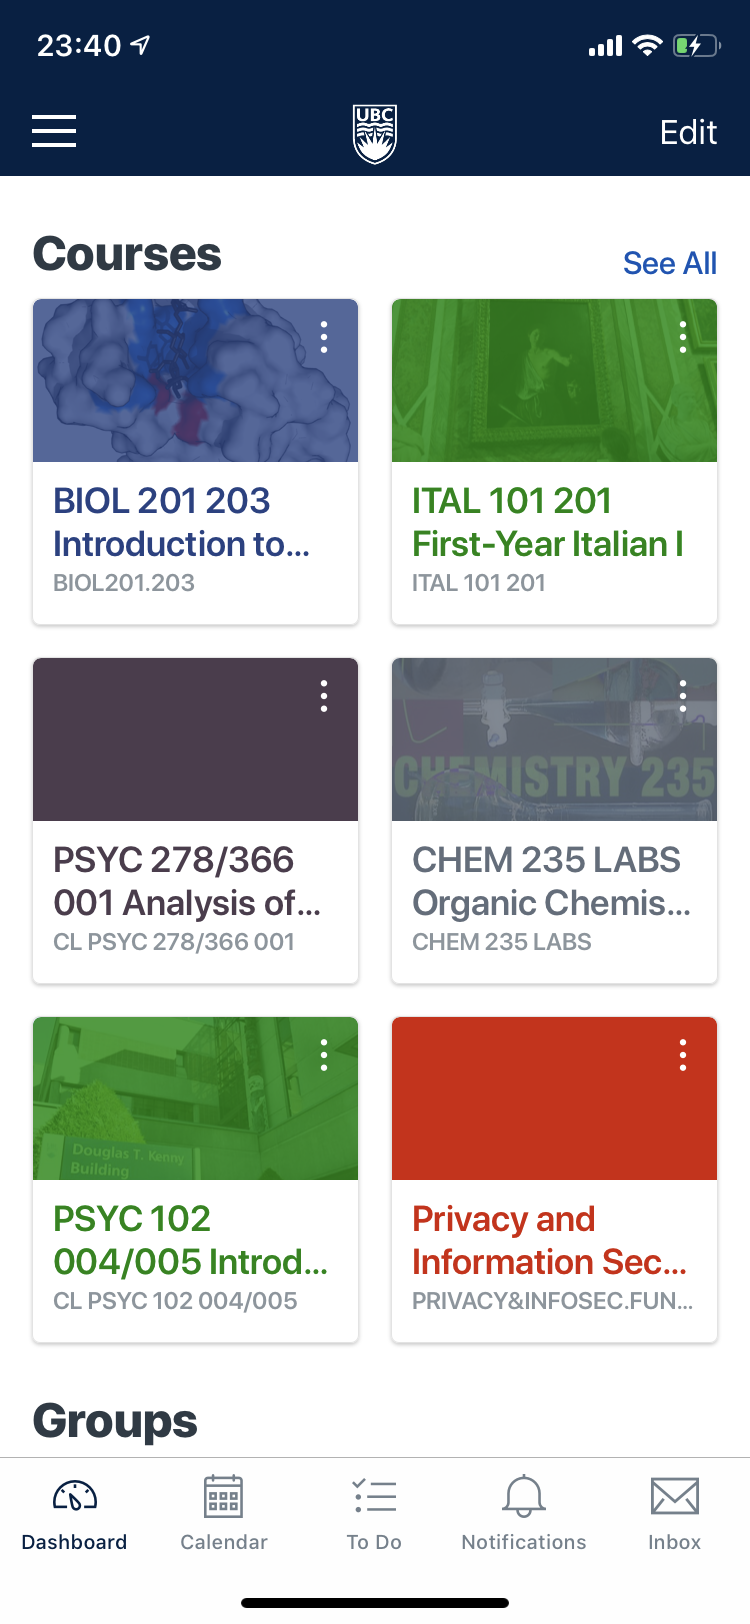 23:40
UBC
Edit
Courses
See All
BIOL 201 203
Introduction to...
BIOL201.203
ITAL 101 201
First-Year Italian I
ITAL 101 201
PSYC 278/366
001 Analysis of...
CL PSYC 278/366 001
CHEMISTRY 235
CHEM 235 LABS
Organic Chemis...
CHEM 235 LABS
Douglas T. Kenny
Building
PSYC 102
004/005 Introd...
CL PSYC 102 004/005
Privacy and
Information Sec...
PRIVACY&INFOSEC.FUN...
Groups
Dashboard
Calendar
To Do
Notifications
Inbox